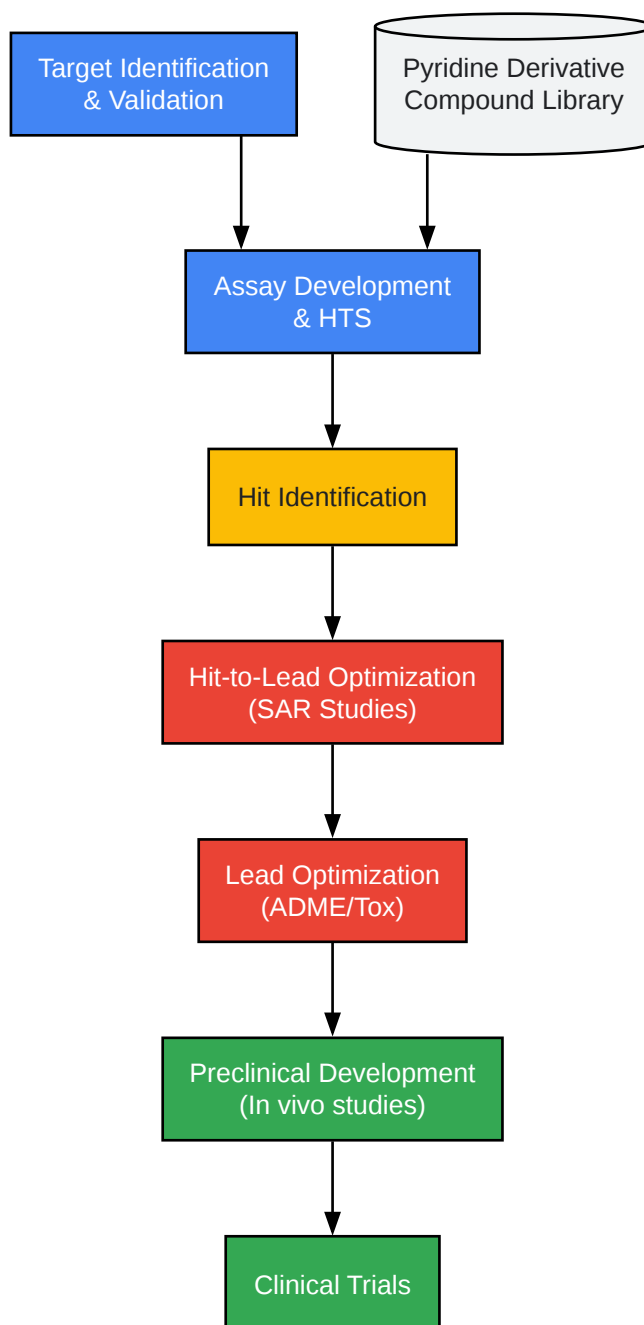 Target Identification
& Validation
Pyridine Derivative
Compound Library
Assay Development
& HTS
Hit Identification
Hit-to-Lead Optimization
(SAR Studies)
Lead Optimization
(ADME/Tox)
Preclinical Development
(In vivo studies)
Clinical Trials